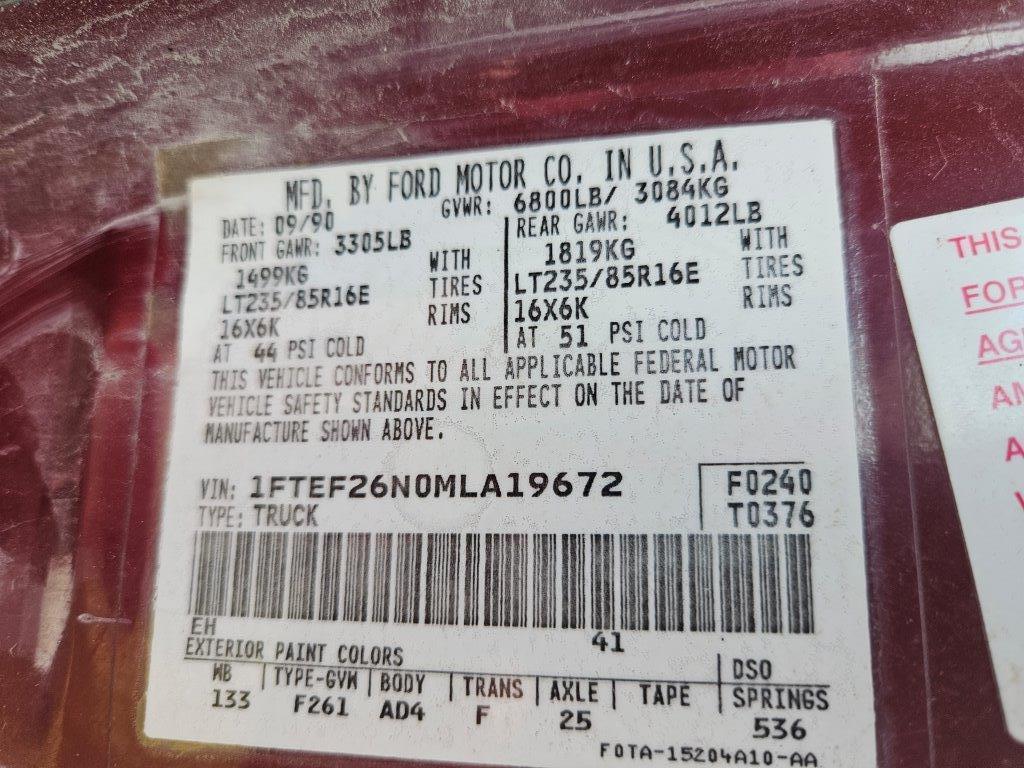 MFD. BY FORD MOTOR CO. IN U.S.A.
DATE: 09/90 GVWR: 6800LB/ 3084KG
FRONT GAWR: 3305LB REAR GAWR: 4012LB
1499KG WITH 1819KG WITH
LT235/85R16E TIRES LT235/85R16E TIRES
16X6K RIMS 16X6K RIMS
AT 44 PSI COLD AT 51 PSI COLD
THIS VEHICLE CONFORMS TO ALL APPLICABLE FEDERAL MOTOR
VEHICLE SAFETY STANDARDS IN EFFECT ON THE DATE OF
MANUFACTURE SHOWN ABOVE.
VIN: 1FTEF26N0MLA19672 F0240
TYPE: TRUCK T0376
EH 41
EXTERIOR PAINT COLORS DSO
WB TYPE-GVW BODY TRANS AXLE TAPE SPRINGS
133 F261 AD4 F 25 536
F0TA-15204A10-AA
THIS
FOR
AG
AN
A